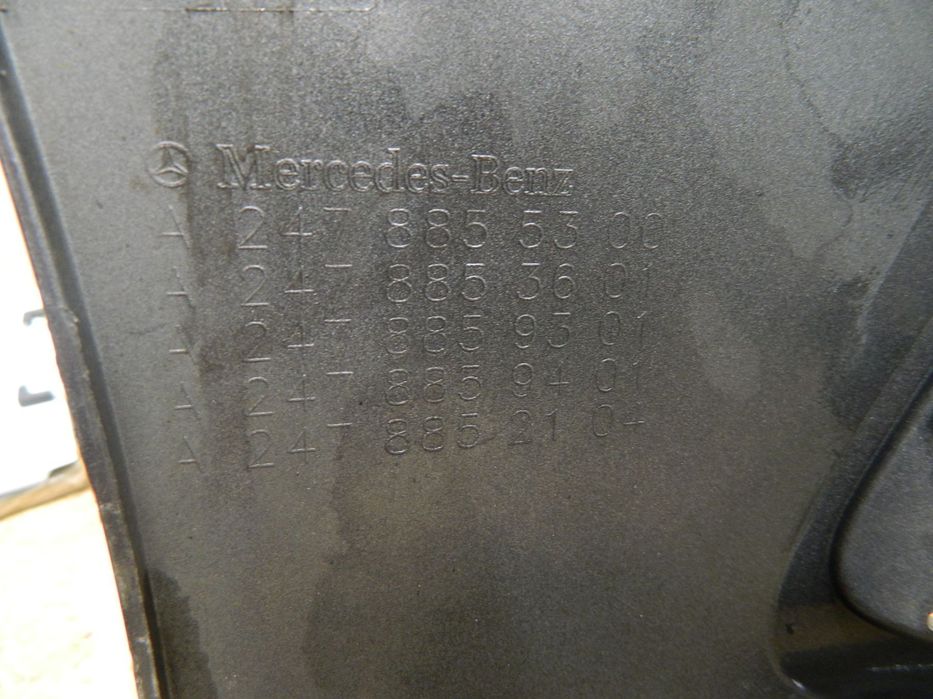 Mercedes-Benz
A 247 885 53 00
A 247 885 36 01
A 247 885 93 01
A 247 885 94 01
A 247 885 21 04